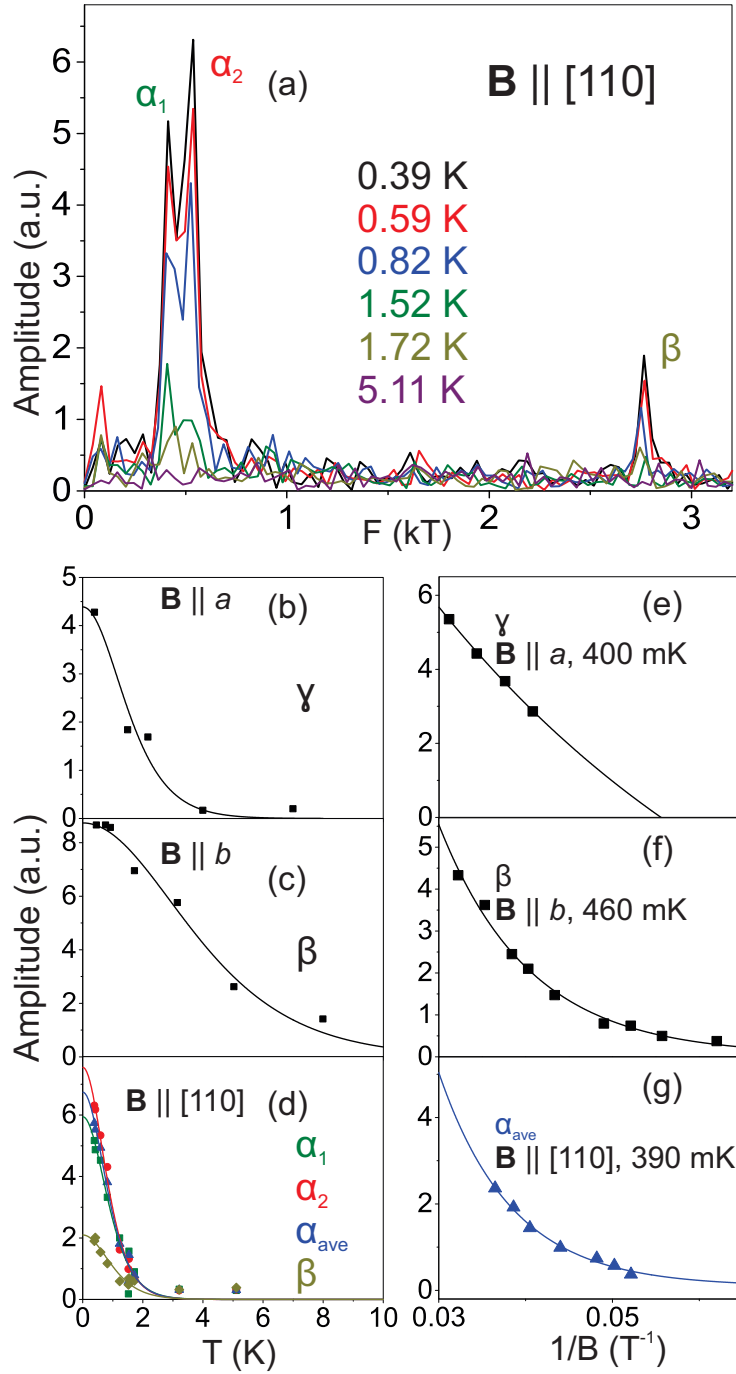 6
5
4
3
2
1
0
Amplitude (a.u.)
α₁
α₂
(a)
B || [110]
0.39 K
0.59 K
0.82 K
1.52 K
1.72 K
5.11 K
β
0 1 2 3
F (kT)
5
4
3
2
1
0
B || a
(b)
γ
8
6
4
2
0
B || b
(c)
β
Amplitude (a.u.)
6
4
2
0
B || [110]
(d)
α₁
α₂
αave
β
0 2 4 6 8 10
T (K)
6
4
2
0
(e)
γ
B || a, 400 mK
5
4
3
2
1
0
(f)
β
B || b, 460 mK
4
2
0
(g)
αave
B || [110], 390 mK
0.03 0.05
1/B (T⁻¹)